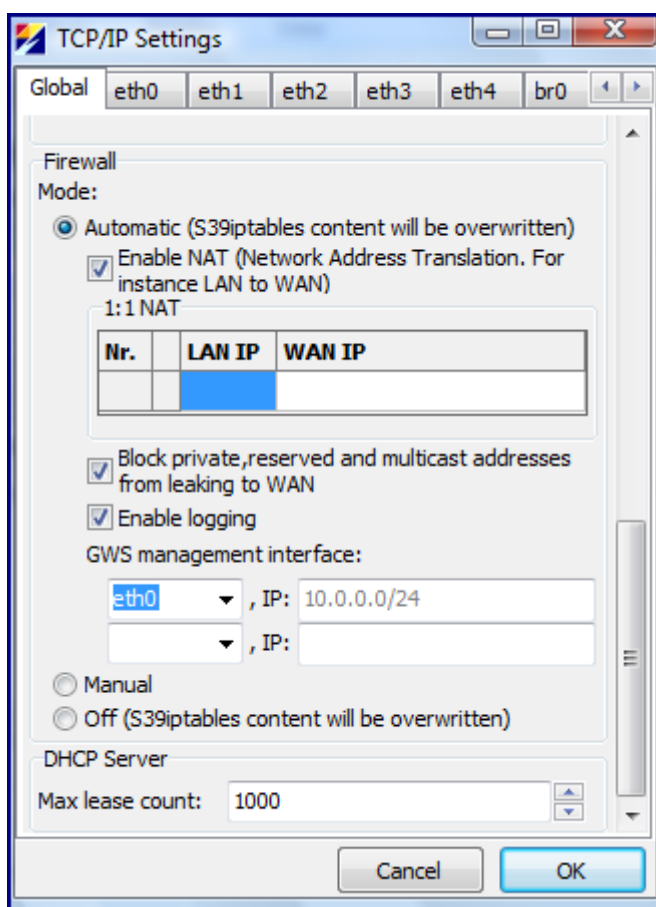 TCP/IP Settings
Global eth0 eth1 eth2 eth3 eth4 br0
Firewall
Mode:
Automatic (S39iptables content will be overwritten)
Enable NAT (Network Address Translation. For
instance LAN to WAN)
1:1 NAT
Nr. LAN IP WAN IP
Block private,reserved and multicast addresses
from leaking to WAN
Enable logging
GWS management interface:
eth0 , IP: 10.0.0.0/24
, IP:
Manual
Off (S39iptables content will be overwritten)
DHCP Server
Max lease count: 1000
Cancel OK